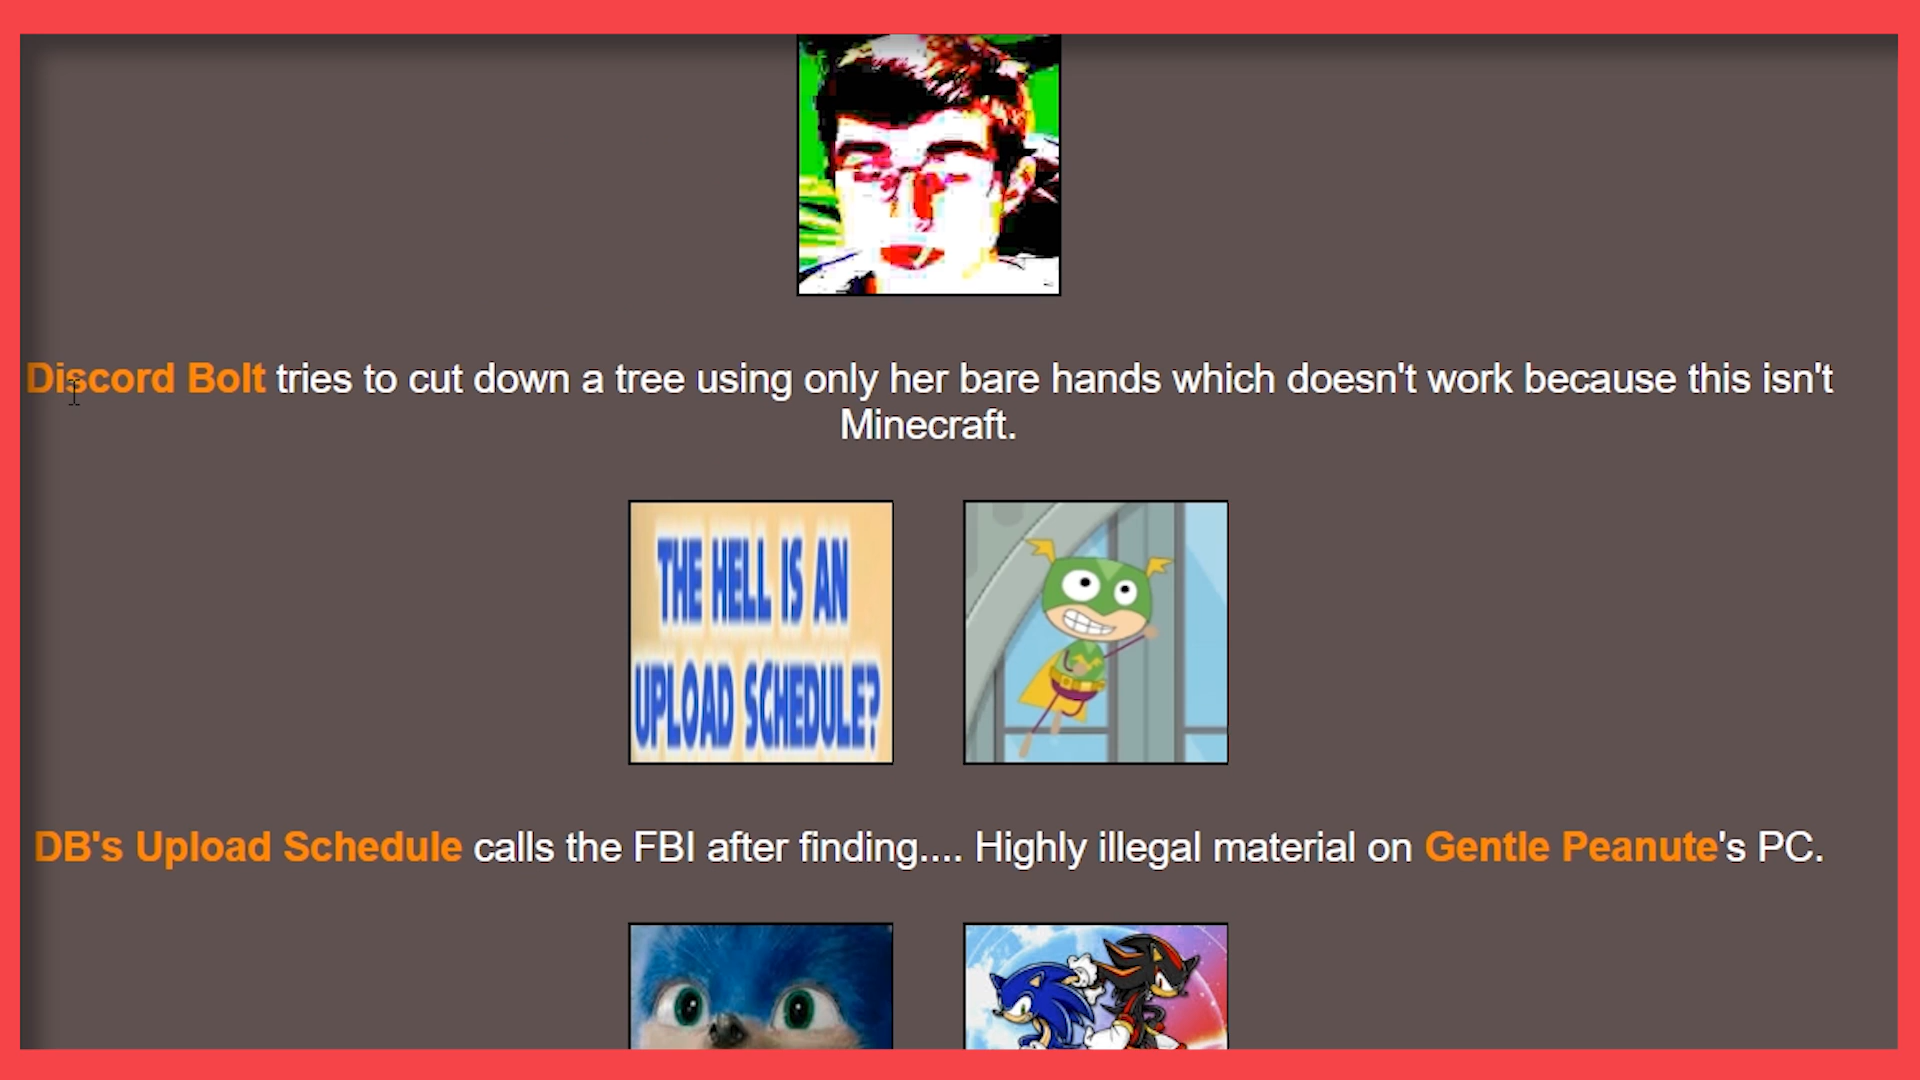 Discord Bolt tries to cut down a tree using only her bare hands which doesn't work because this isn't
Minecraft.
THE HELL IS AN
UPLOAD SCHEDULE?
DB's Upload Schedule calls the FBI after finding.... Highly illegal material on Gentle Peanute's PC.